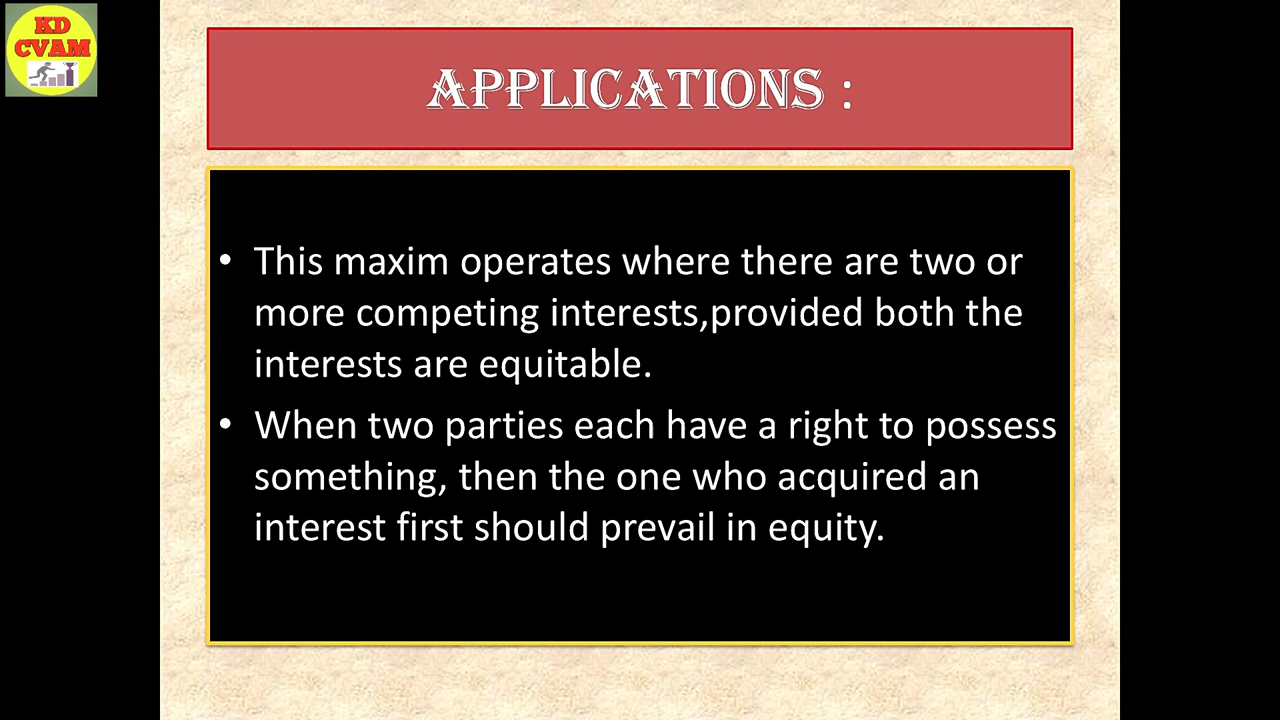 KD
CVAM
APPLICATIONS :
• This maxim operates where there are two or
more competing interests,provided both the
interests are equitable.
• When two parties each have a right to possess
something, then the one who acquired an
interest first should prevail in equity.